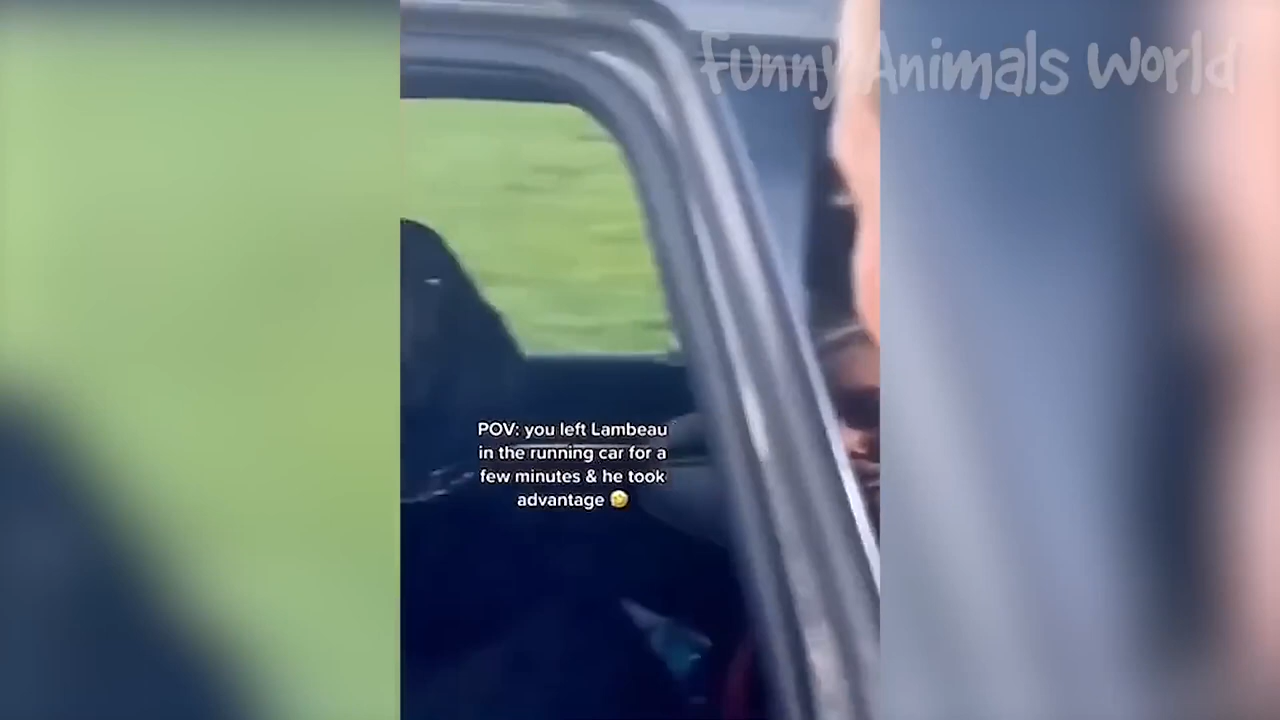 Funny Animals World
POV: you left Lambeau
in the running car for a
few minutes & he took
advantage 🤣